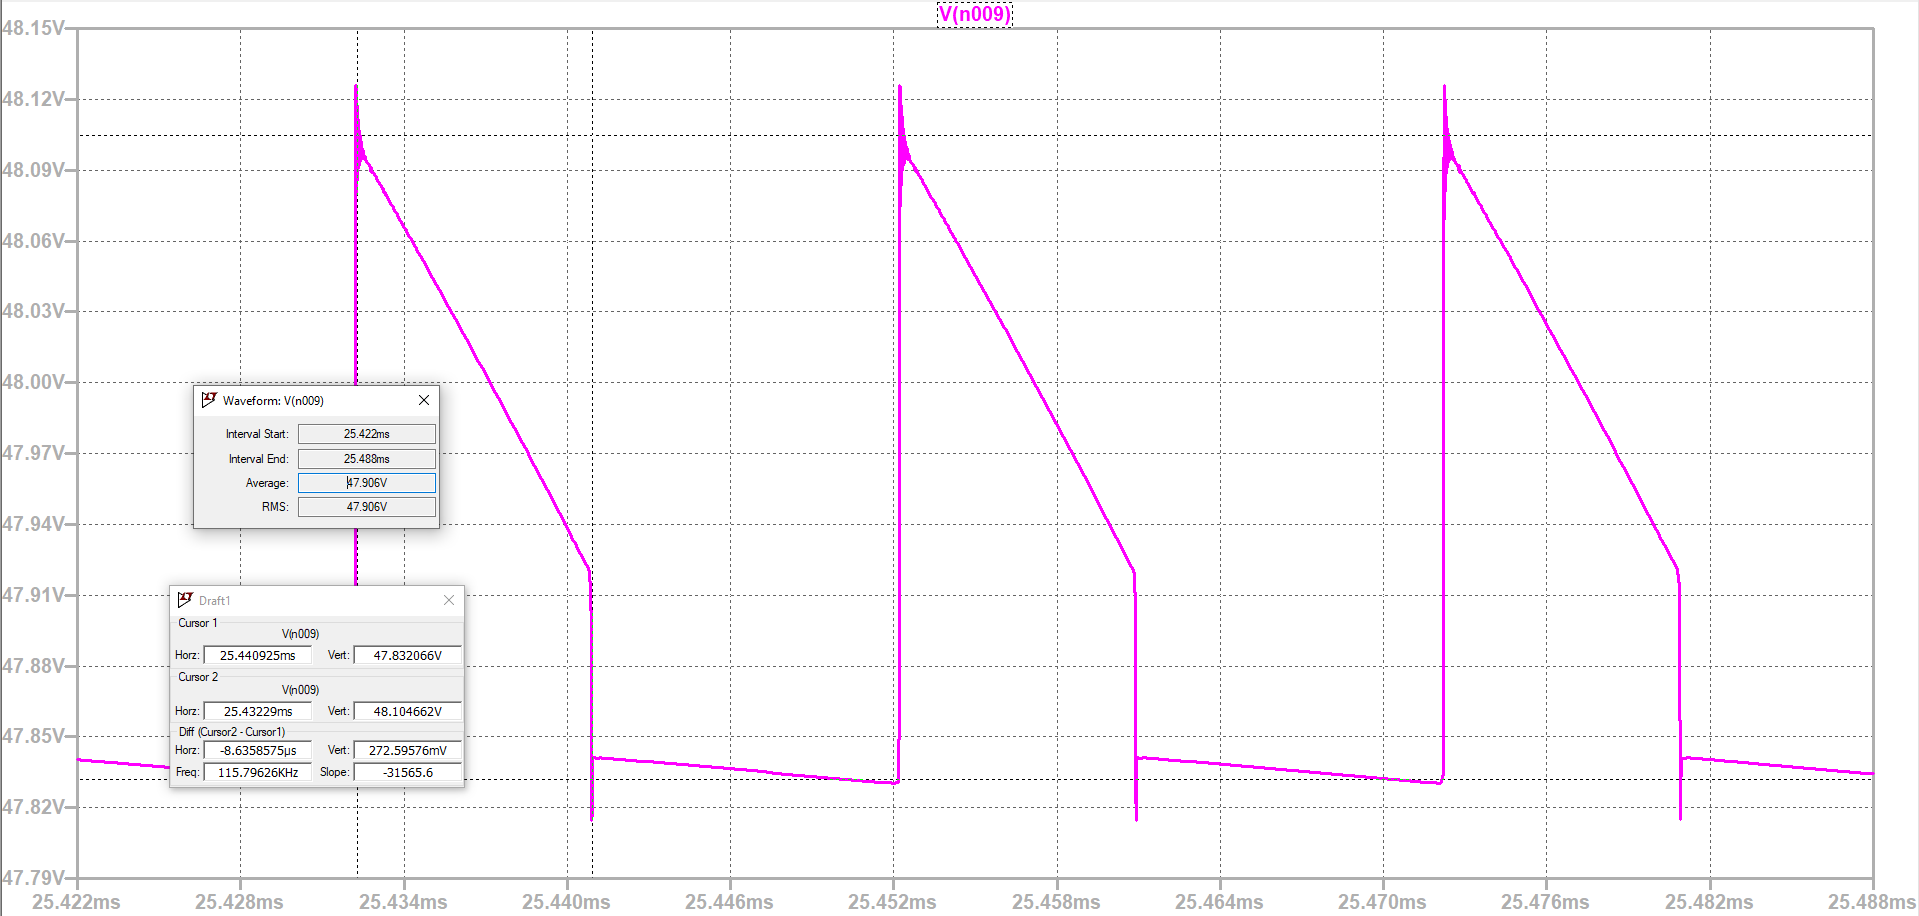 V(n009)
48.15V
48.12V
48.09V
48.06V
48.03V
48.00V
47.97V
47.94V
47.91V
47.88V
47.85V
47.82V
47.79V
Waveform: V(n009)
Interval Start: 25.422ms
Interval End: 25.488ms
Average: 47.906V
RMS: 47.906V
Draft1
Cursor 1
V(n009)
Horz: 25.440925ms Vert: 47.832066V
Cursor 2
V(n009)
Horz: 25.43229ms Vert: 48.104662V
Diff (Cursor2 - Cursor1)
Horz: -8.6358575µs Vert: 272.59576mV
Freq: 115.79626KHz Slope: -31565.6
25.422ms 25.428ms 25.434ms 25.440ms 25.446ms 25.452ms 25.458ms 25.464ms 25.470ms 25.476ms 25.482ms 25.488ms